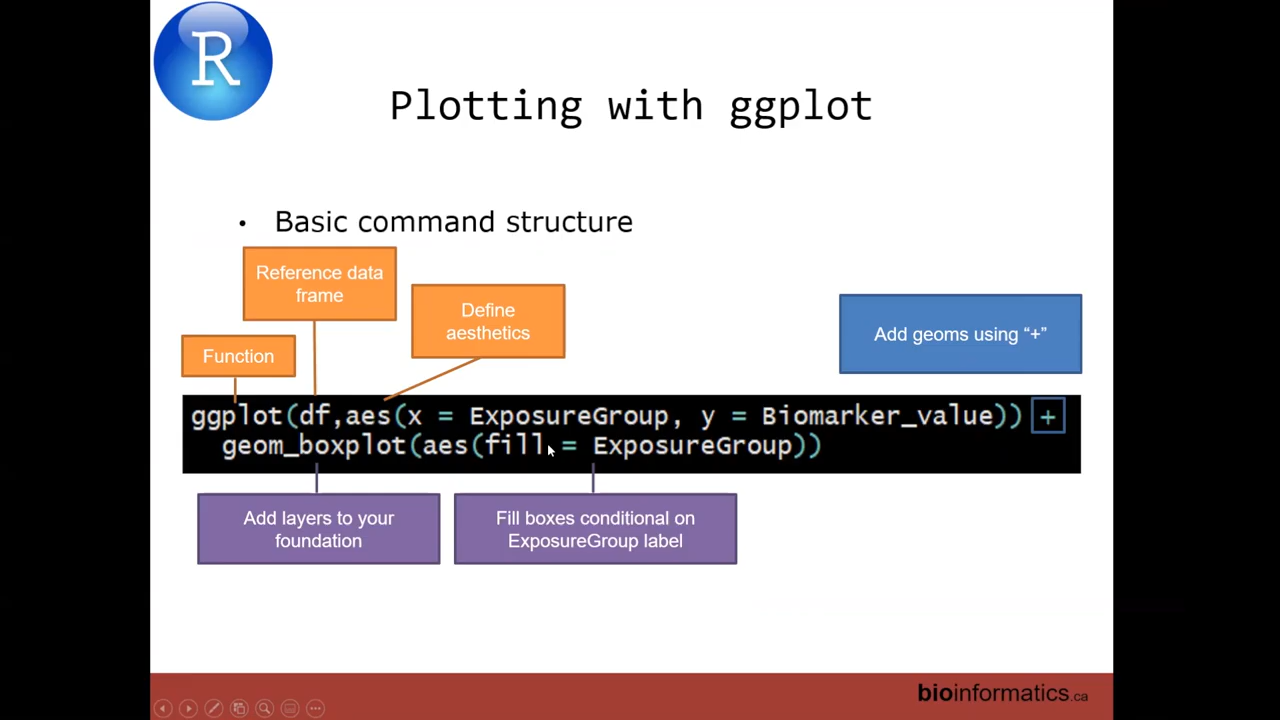 R
Plotting with ggplot
• Basic command structure
Reference data
frame
Define
aesthetics
Function
Add geoms using “+”
ggplot(df,aes(x = ExposureGroup, y = Biomarker_value)) +
geom_boxplot(aes(fill = ExposureGroup))
Add layers to your
foundation
Fill boxes conditional on
ExposureGroup label
bioinformatics.ca